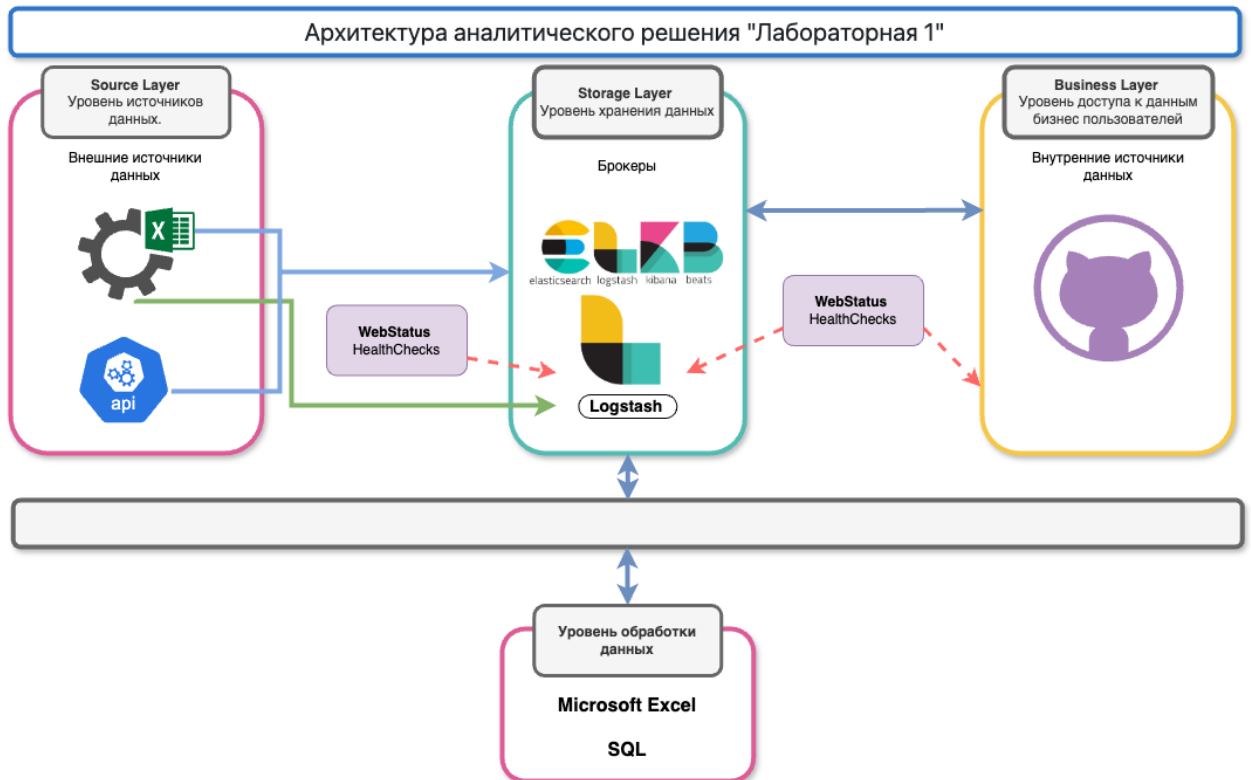 Архитектура аналитического решения "Лабораторная 1"
Source Layer
Уровень источников
данных.
Внешние источники
данных
X
api
WebStatus
HealthChecks
Storage Layer
Уровень хранения данных
Брокеры
elasticsearch logstash kibana beats
Logstash
WebStatus
HealthChecks
Business Layer
Уровень доступа к данным
бизнес пользователей
Внутренние источники
данных
Уровень обработки
данных
Microsoft Excel
SQL